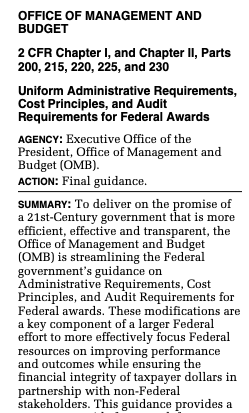 OFFICE OF MANAGEMENT AND
BUDGET
2 CFR Chapter I, and Chapter II, Parts
200, 215, 220, 225, and 230
Uniform Administrative Requirements,
Cost Principles, and Audit
Requirements for Federal Awards
AGENCY: Executive Office of the
President, Office of Management and
Budget (OMB).
ACTION: Final guidance.
SUMMARY: To deliver on the promise of
a 21st-Century government that is more
efficient, effective and transparent, the
Office of Management and Budget
(OMB) is streamlining the Federal
government's guidance on
Administrative Requirements, Cost
Principles, and Audit Requirements for
Federal awards. These modifications are
a key component of a larger Federal
effort to more effectively focus Federal
resources on improving performance
and outcomes while ensuring the
financial integrity of taxpayer dollars in
partnership with non-Federal
stakeholders. This guidance provides a